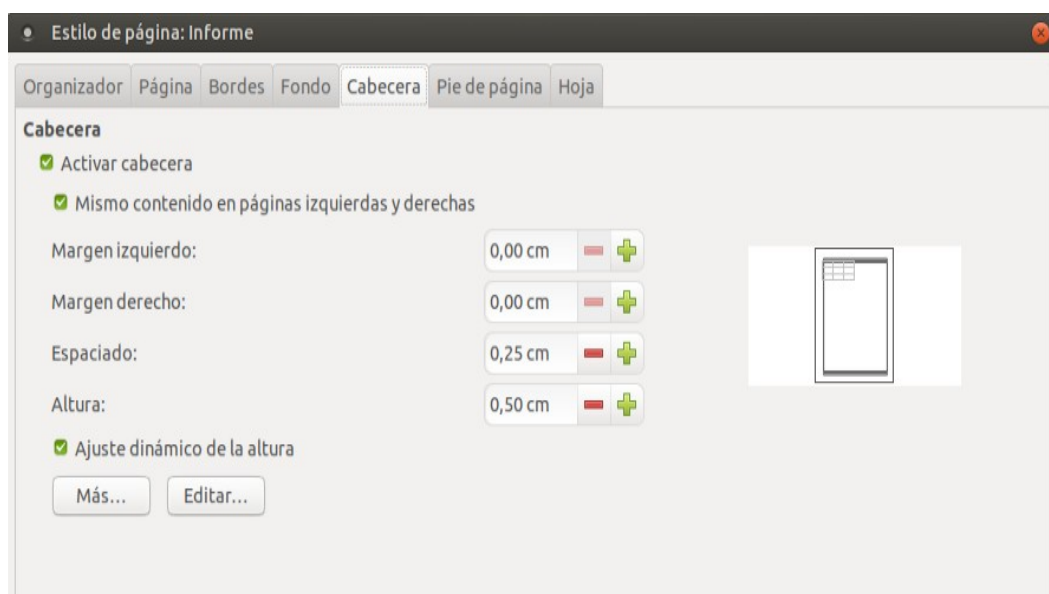 Estilo de página: Informe
Organizador Página Bordes Fondo Cabecera Pie de página Hoja
Cabecera
Activar cabecera
Mismo contenido en páginas izquierdas y derechas
Margen izquierdo: 0,00 cm
Margen derecho: 0,00 cm
Espaciado: 0,25 cm
Altura: 0,50 cm
Ajuste dinámico de la altura
Más... Editar...